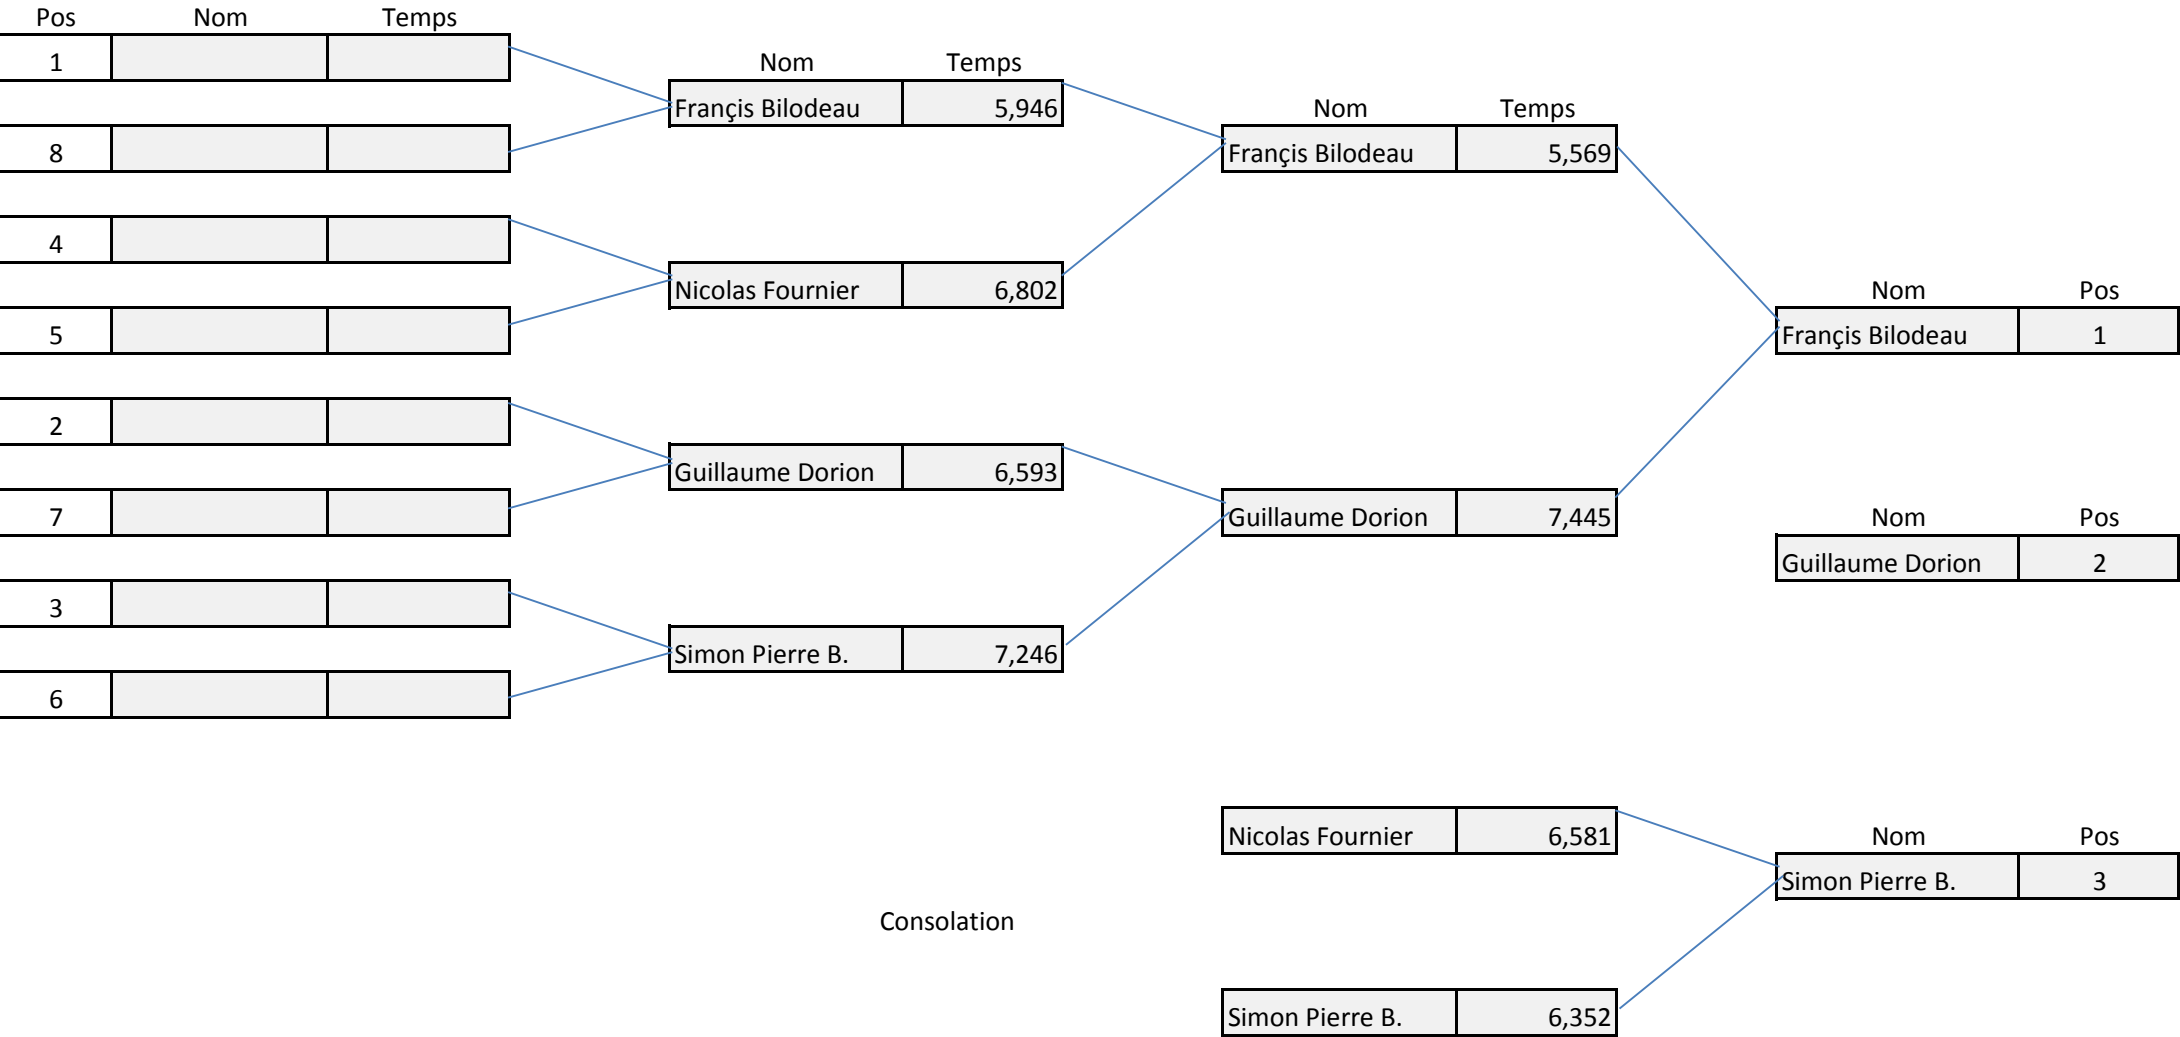 Pos Nom Temps
1
Nom Temps
Françis Bilodeau 5,946
Nom Temps
8
Françis Bilodeau 5,569
4
Nicolas Fournier 6,802
Nom Pos
5
Françis Bilodeau 1
2
Guillaume Dorion 6,593
7
Guillaume Dorion 7,445
Nom Pos
Guillaume Dorion 2
3
Simon Pierre B. 7,246
6
Nicolas Fournier 6,581
Nom Pos
Simon Pierre B. 3
Consolation
Simon Pierre B. 6,352